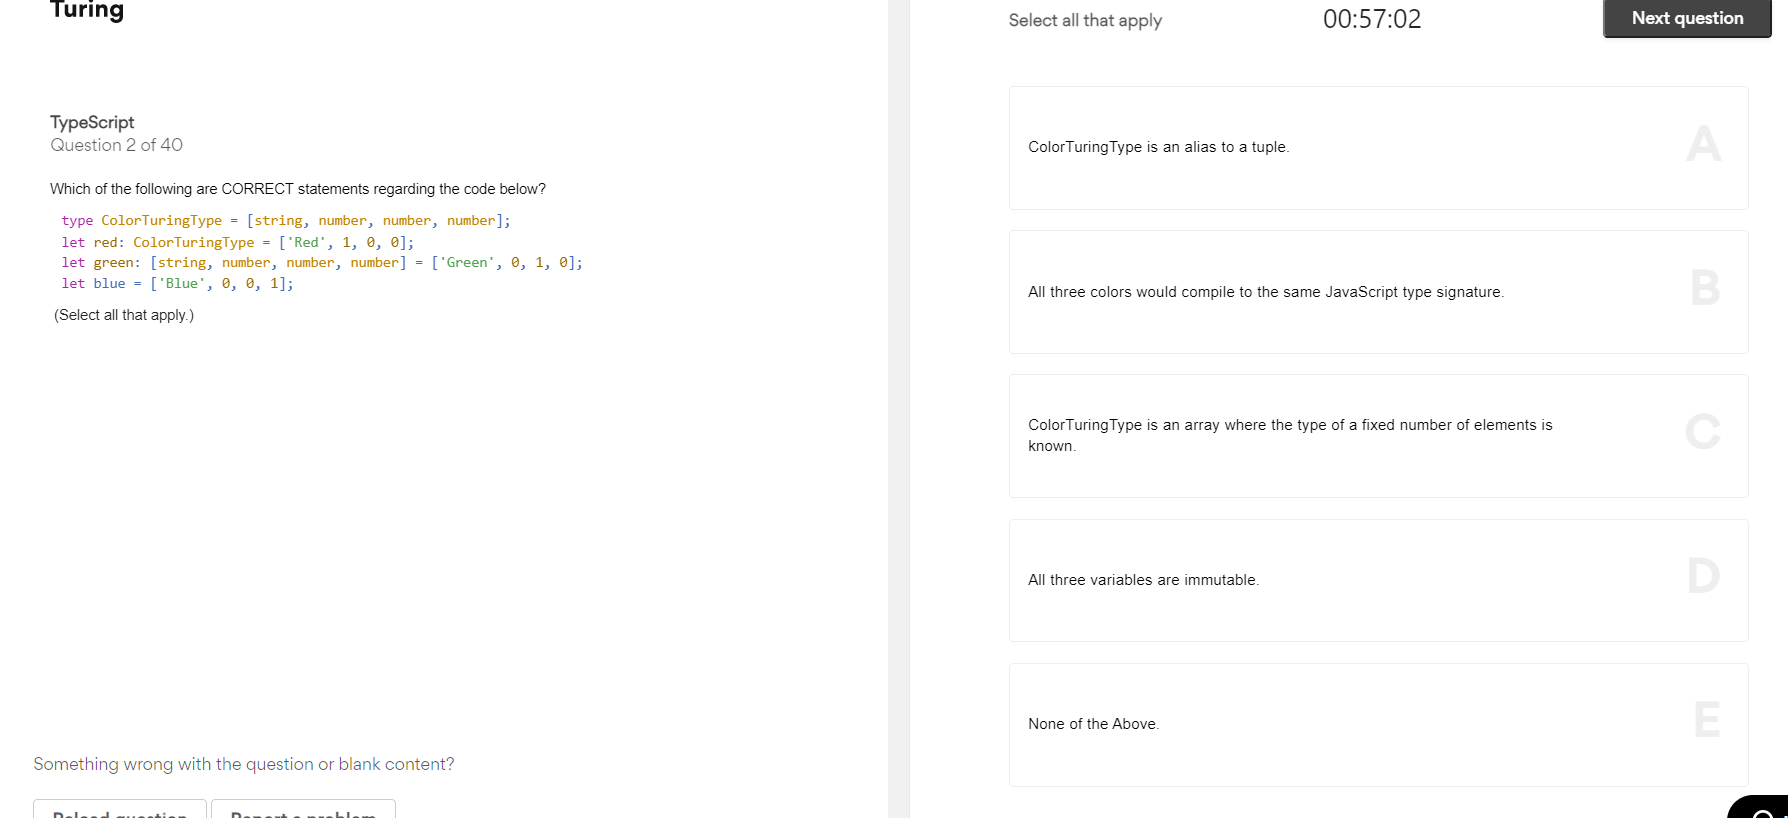 Turing
TypeScript
Question 2 of 40
Which of the following are CORRECT statements regarding the code below?
type ColorTuringType = [string, number, number, number];
let red: ColorTuringType = ['Red', 1, 0, 0];
let green: [string, number, number, number] = ['Green', 0, 1, 0];
let blue = ['Blue', 0, 0, 1];
(Select all that apply.)
Something wrong with the question or blank content?
Reload question
Report a problem
Select all that apply
00:57:02
Next question
ColorTuringType is an alias to a tuple.
A
All three colors would compile to the same JavaScript type signature.
B
ColorTuringType is an array where the type of a fixed number of elements is
known.
C
All three variables are immutable.
D
None of the Above.
E